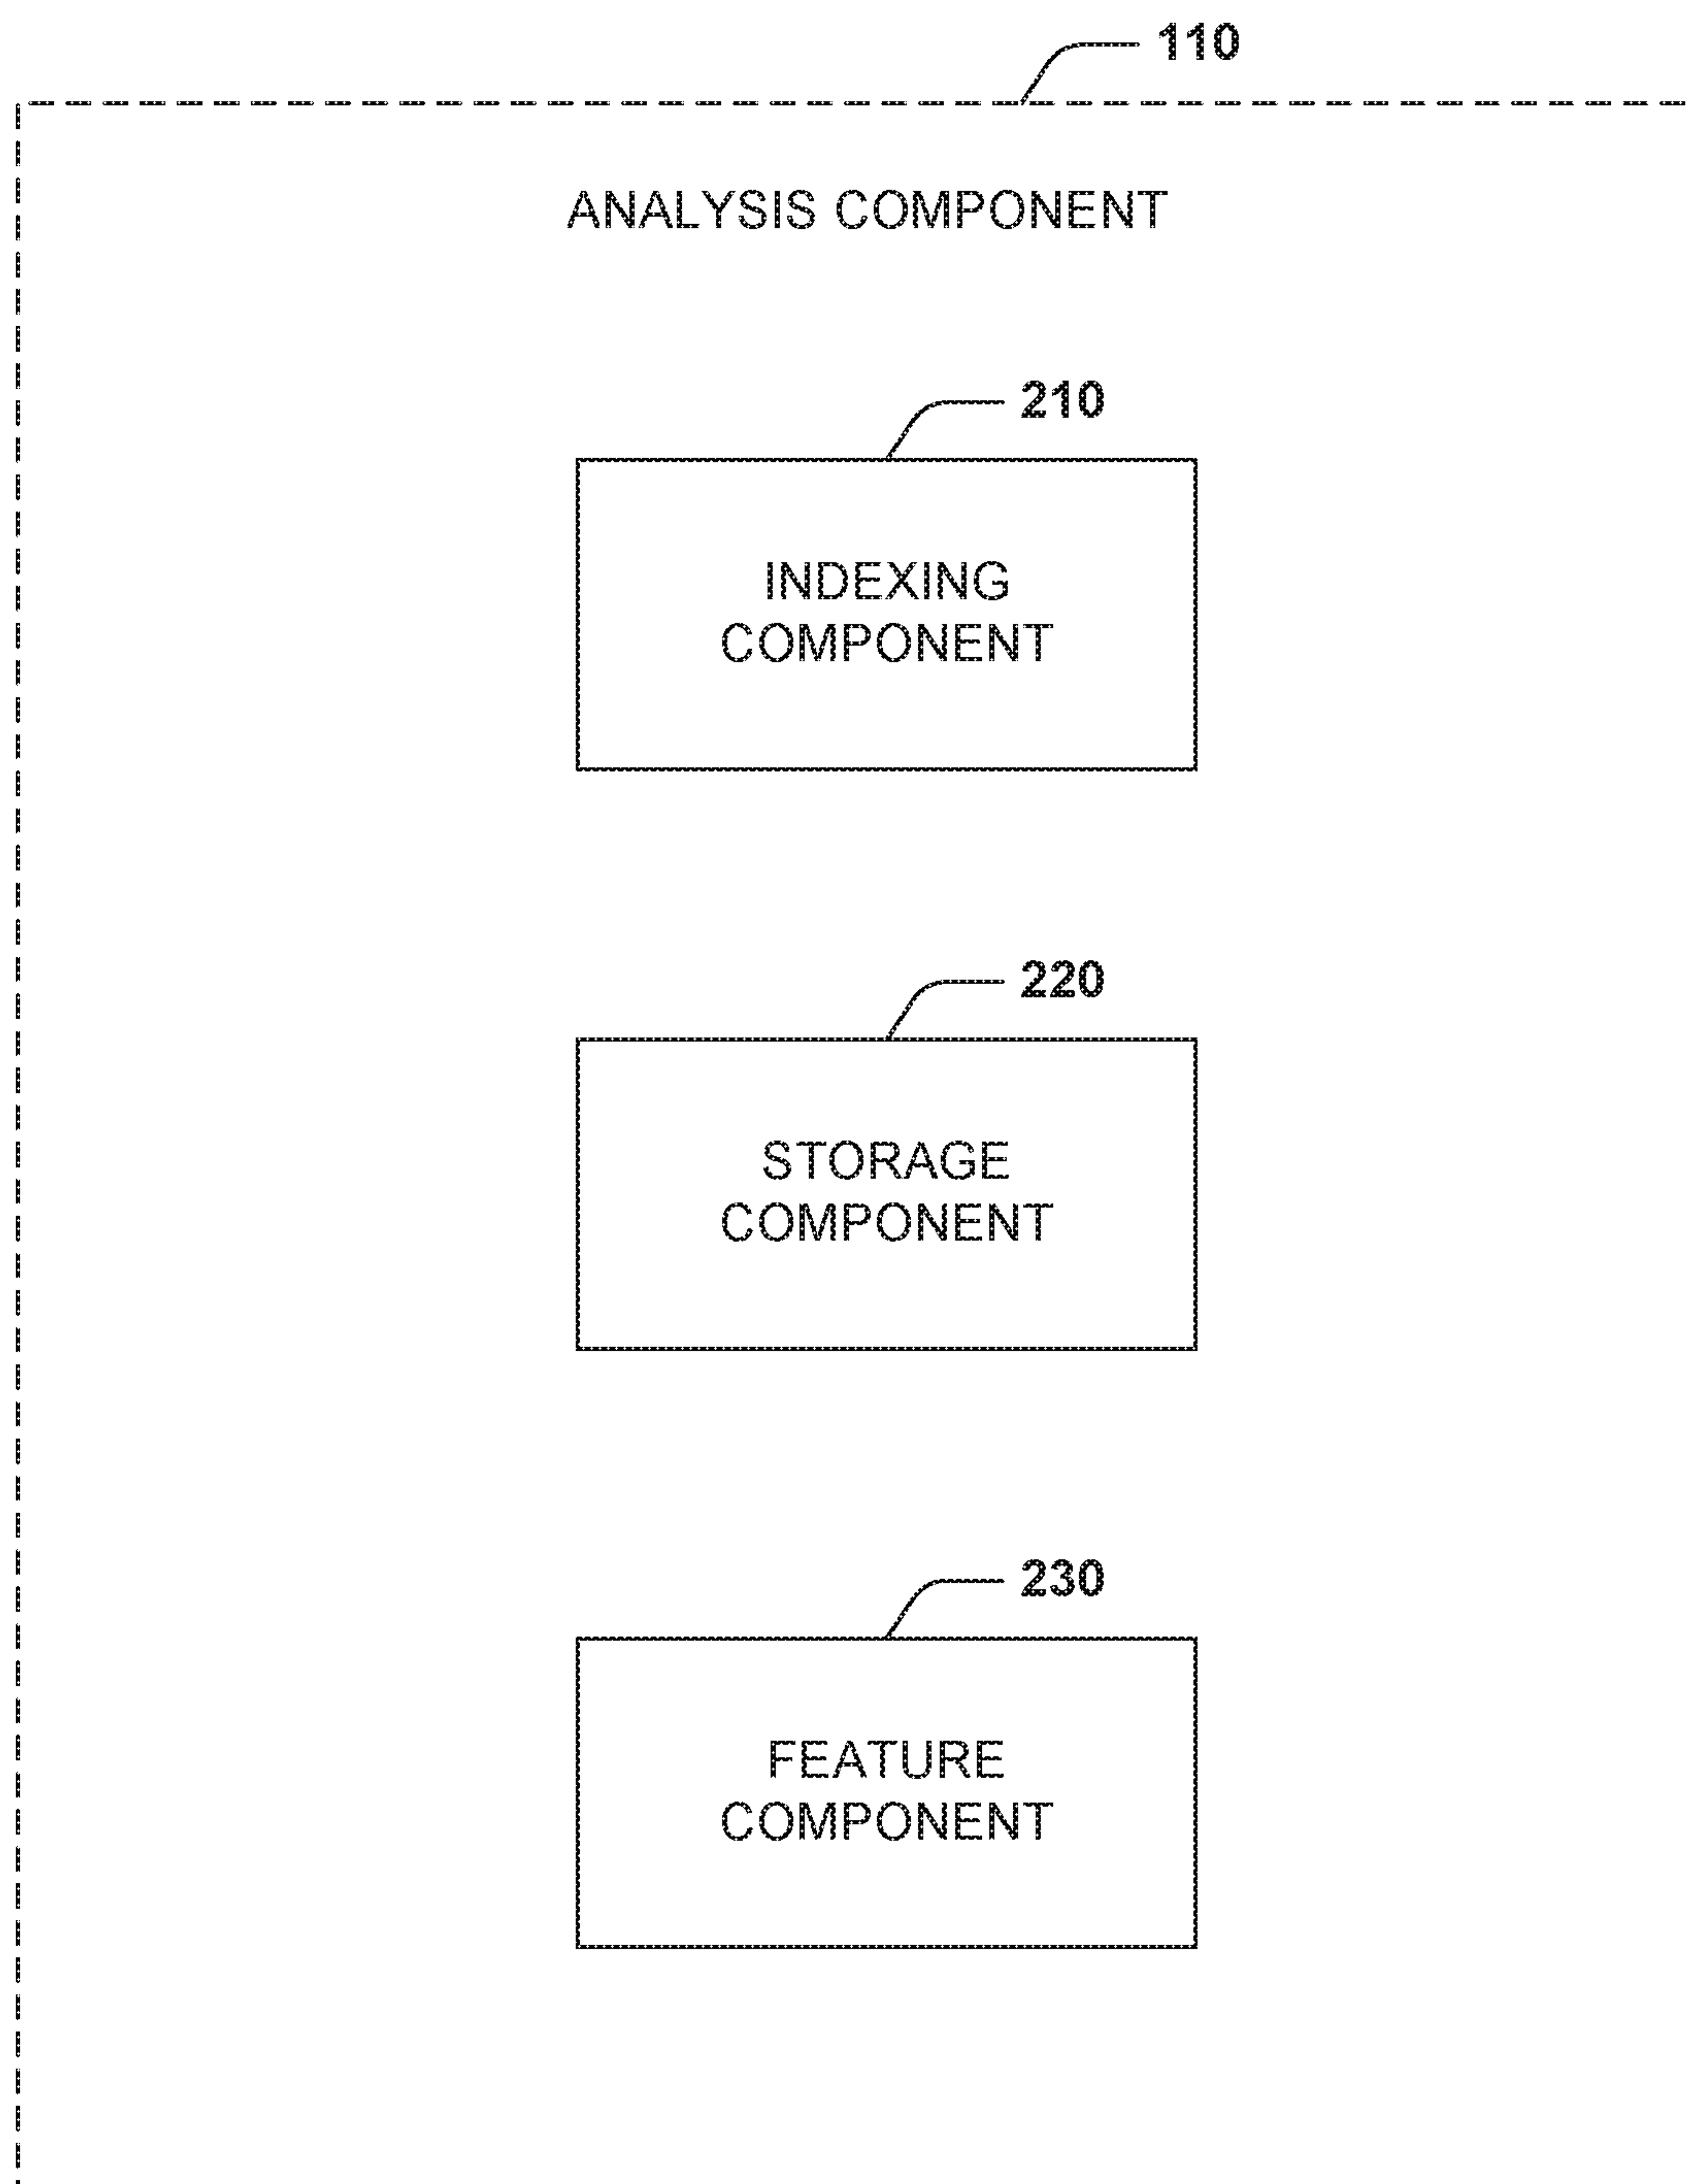 110
ANALYSIS COMPONENT
210
INDEXING
COMPONENT
220
STORAGE
COMPONENT
230
FEATURE
COMPONENT